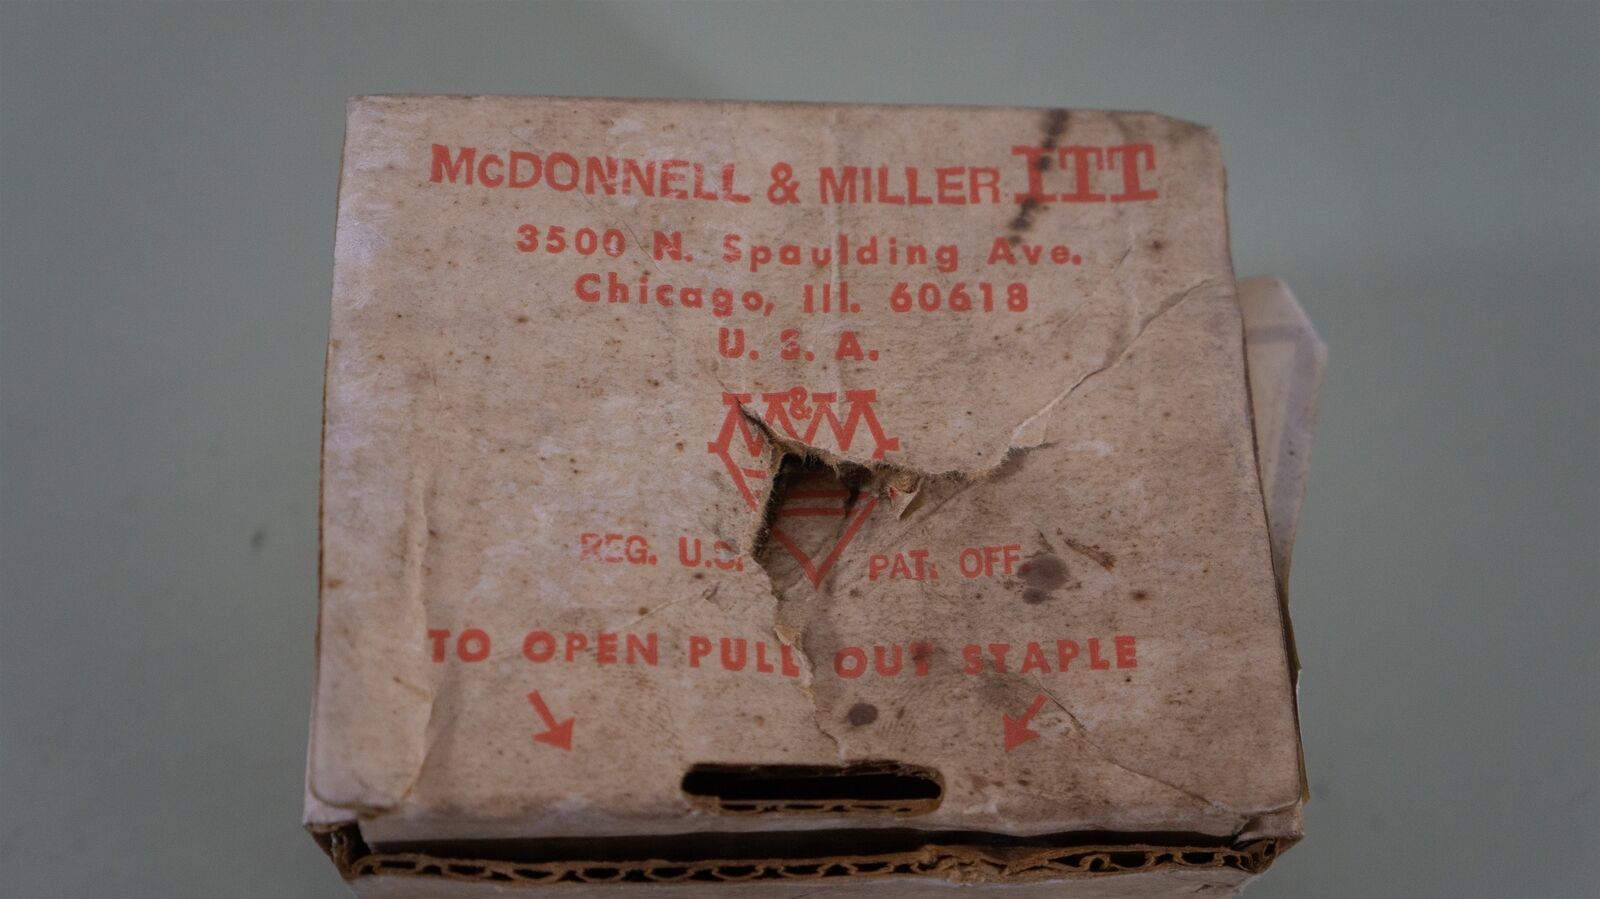 McDONNELL & MILLER ITT
3500 N. Spaulding Ave.
Chicago, Ill. 60618
U. S. A.
M&M
REG. U.S. PAT. OFF.
TO OPEN PULL OUT STAPLE